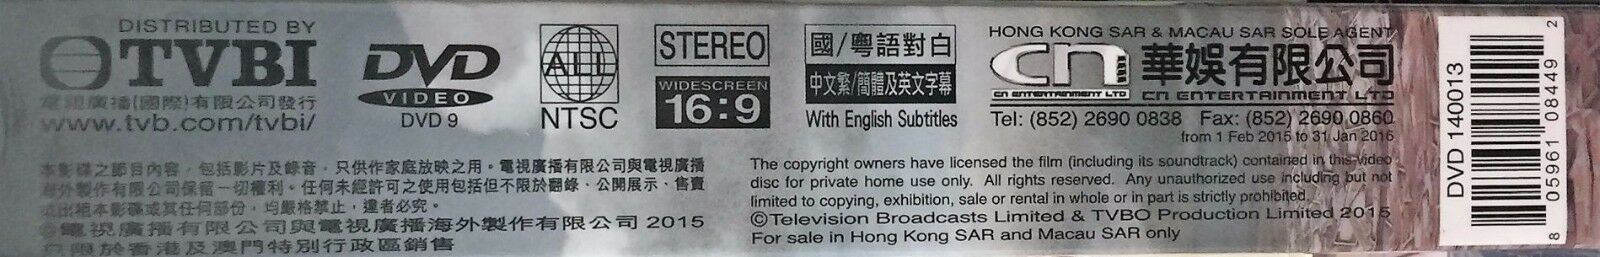 DISTRIBUTED BY
TVBI
電視廣播(國際)有限公司發行
www.tvb.com/tvbi/
DVD
VIDEO
DVD 9
ALL
NTSC
STEREO
WIDESCREEN
16:9
國/粵語對白
中文繁/簡體及英文字幕
With English Subtitles
HONG KONG SAR & MACAU SAR SOLE AGENT
cn 華娛有限公司
CN ENTERTAINMENT LTD
Tel: (852) 2690 0838 Fax: (852) 2690 0860
from 1 Feb 2015 to 31 Jan 2016
本影碟之節目內容，包括影片及錄音，只供作家庭放映之用。電視廣播有限公司與電視廣播
海外製作有限公司保留一切權利。任何未經許可之使用包括但不限於翻錄、公開展示、售賣
或出租本影碟或其任何部份，均嚴格禁止，違者必究。
©電視廣播有限公司與電視廣播海外製作有限公司 2015
只限於香港及澳門特別行政區銷售
The copyright owners have licensed the film (including its soundtrack) contained in this video
disc for private home use only. All rights reserved. Any unauthorized use including but not
limited to copying, exhibition, sale or rental in whole or in part is strictly prohibited.
©Television Broadcasts Limited & TVBO Production Limited 2015
For sale in Hong Kong SAR and Macau SAR only
DVD 140013
8 05961 08449 2